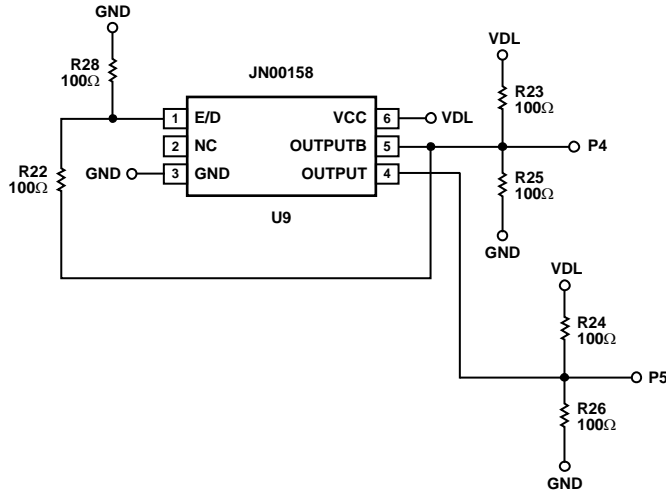 GND
R28
100Ω
JN00158
VDL
R23
100Ω
1 E/D
VCC 6 VDL
2 NC
OUTPUTB 5
P4
R22
100Ω
GND 3 GND
OUTPUT 4
R25
100Ω
U9
GND
VDL
R24
100Ω
P5
R26
100Ω
GND